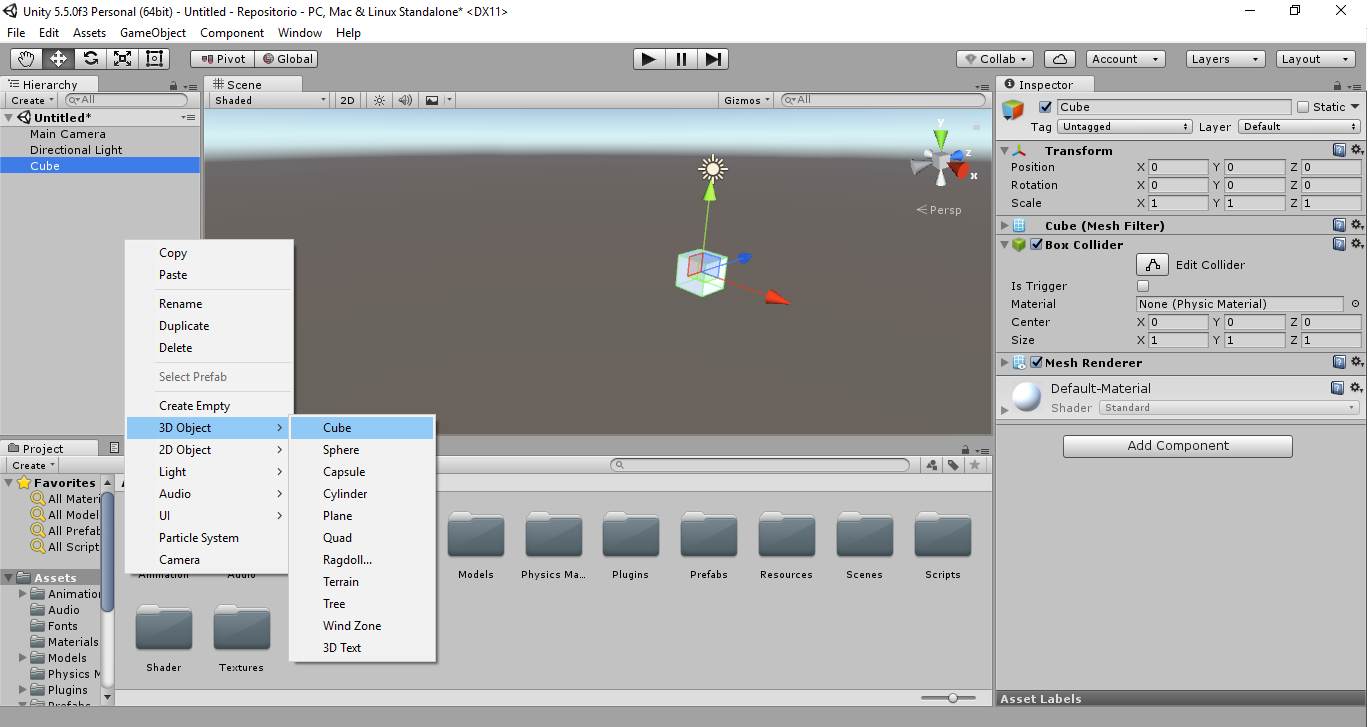 Unity 5.5.0f3 Personal (64bit) - Untitled - Repositorio - PC, Mac & Linux Standalone* <DX11>
File Edit Assets GameObject Component Window Help
Pivot Global Collab Account Layers Layout
Hierarchy
Create All
Untitled*
Main Camera
Directional Light
Cube
Scene
Shaded 2D Gizmos All
y
z
x
Persp
Copy
Paste
Rename
Duplicate
Delete
Select Prefab
Create Empty
3D Object
2D Object
Light
Audio
UI
Particle System
Camera
Cube
Sphere
Capsule
Cylinder
Plane
Quad
Ragdoll...
Terrain
Tree
Wind Zone
3D Text
Project
Create
Favorites
All Materi
All Model
All Prefab
All Script
Assets
Animation
Audio
Fonts
Materials
Models
Physics M
Plugins
Prefabs
Animation Audio Models Physics Ma... Plugins Prefabs Resources Scenes Scripts
Shader Textures
Inspector
Cube Static
Tag Untagged Layer Default
Transform
Position X 0 Y 0 Z 0
Rotation X 0 Y 0 Z 0
Scale X 1 Y 1 Z 1
Cube (Mesh Filter)
Box Collider
Edit Collider
Is Trigger
Material None (Physic Material)
Center X 0 Y 0 Z 0
Size X 1 Y 1 Z 1
Mesh Renderer
Default-Material
Shader Standard
Add Component
Asset Labels